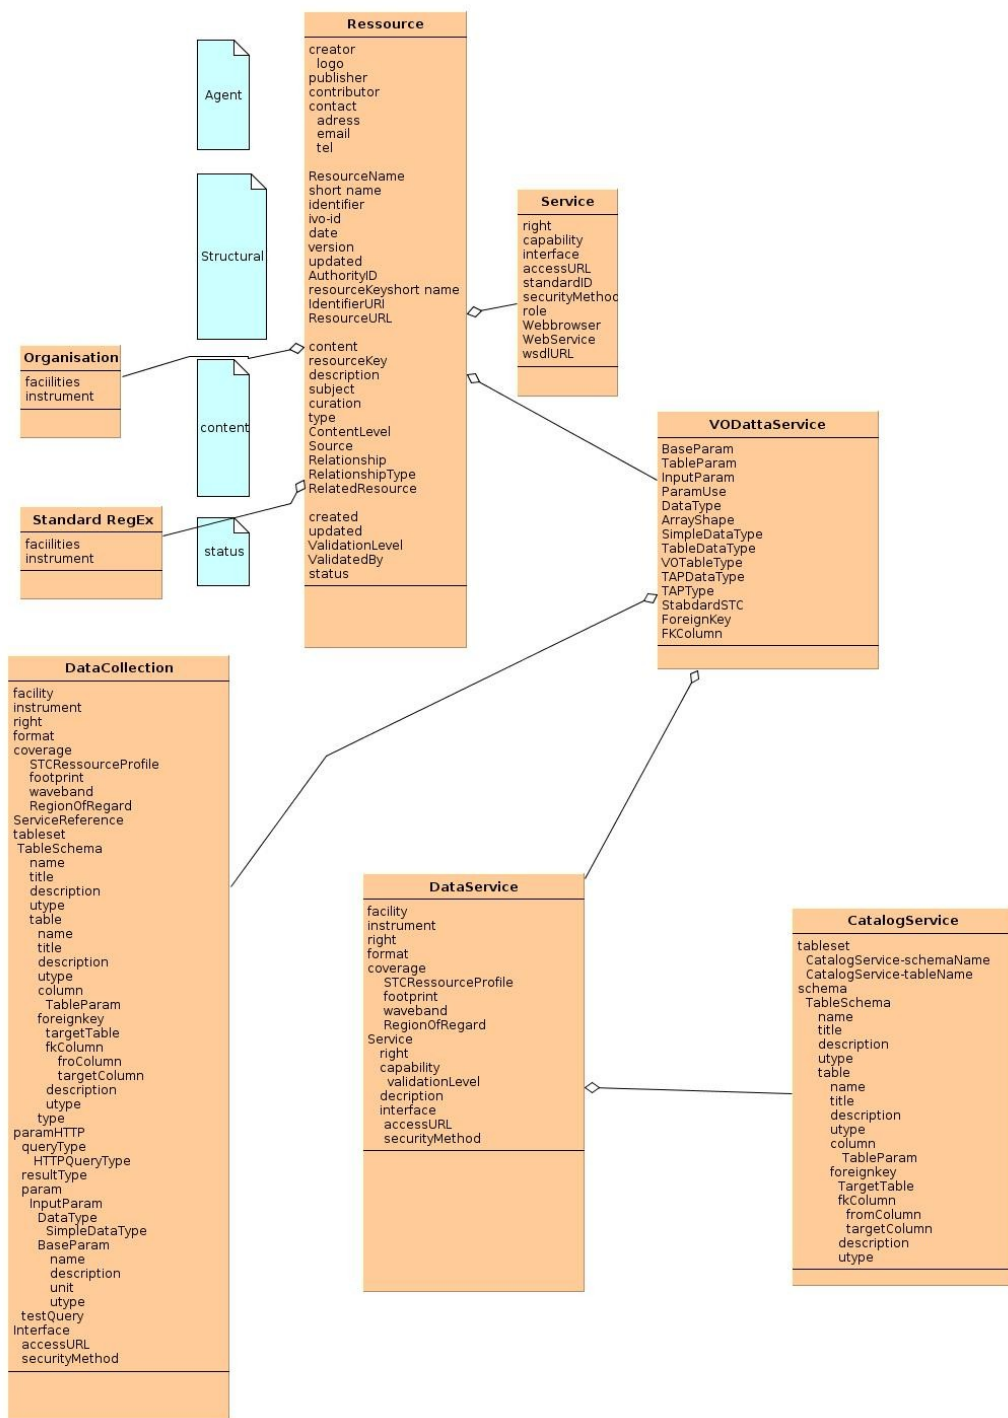 Ressource
creator
logo
publisher
contributor
contact
adress
email
tel
ResourceName
short name
identifier
ivo-id
date
version
updated
AuthorityID
resourceKeyshort name
IdentifierURI
ResourceURL
content
resourceKey
description
subject
curation
type
ContentLevel
Source
Relationship
RelationshipType
RelatedResource
created
updated
ValidationLevel
ValidatedBy
status
Agent
Structural
content
status
Service
right
capability
interface
accessURL
standardID
securityMethod
role
Webbrowser
WebService
wsdlURL
Organisation
faciilities
instrument
Standard RegEx
faciilities
instrument
VODattaService
BaseParam
TableParam
InputParam
ParamUse
DataType
ArrayShape
SimpleDataType
TableDataType
VOTableType
TAPDataType
TAPType
StabdardSTC
ForeignKey
FKColumn
DataCollection
facility
instrument
right
format
coverage
STCRessourceProfile
footprint
waveband
RegionOfRegard
ServiceReference
tableset
TableSchema
name
title
description
utype
table
name
title
description
utype
column
TableParam
foreignkey
targetTable
fkColumn
froColumn
targetColumn
description
utype
type
paramHTTP
queryType
HTTPQueryType
resultType
param
InputParam
DataType
SimpleDataType
BaseParam
name
description
unit
utype
testQuery
Interface
accessURL
securityMethod
DataService
facility
instrument
right
format
coverage
STCRessourceProfile
footprint
waveband
RegionOfRegard
Service
right
capability
validationLevel
decription
interface
accessURL
securityMethod
CatalogService
tableset
CatalogService-schemaName
CatalogService-tableName
schema
TableSchema
name
title
description
utype
table
name
title
description
utype
column
TableParam
foreignkey
TargetTable
fkColumn
fromColumn
targetColumn
description
utype